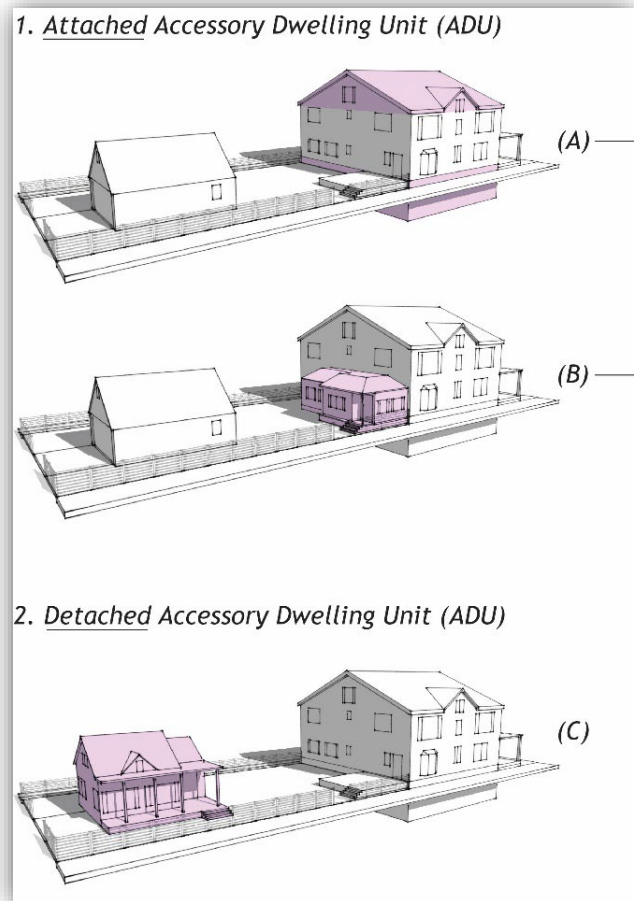 1. Attached Accessory Dwelling Unit (ADU)
(A)
(B)
2. Detached Accessory Dwelling Unit (ADU)
(C)